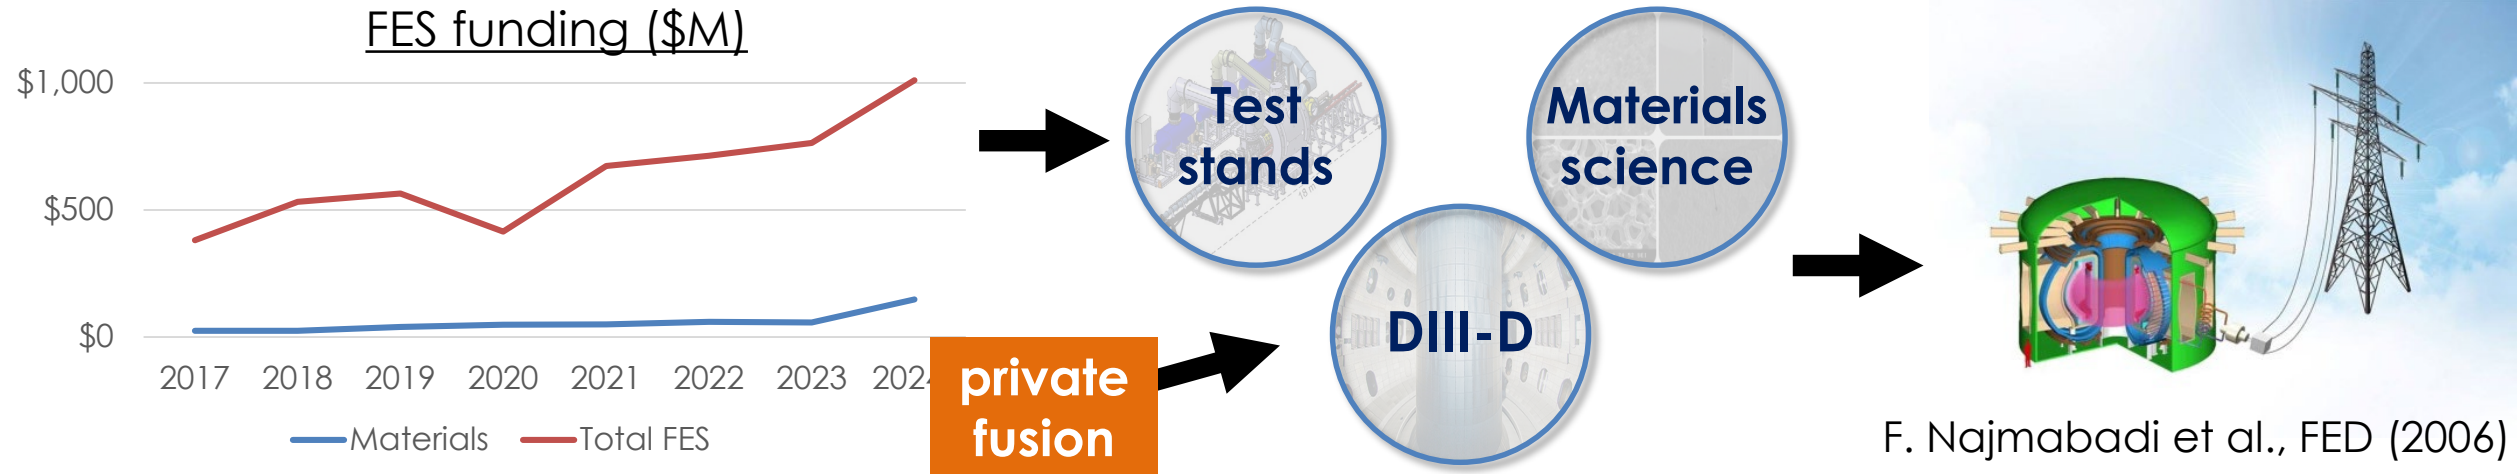 FES funding ($M)
$1,000
$500
$0
2017 2018 2019 2020 2021 2022 2023
Materials Total FES
private
fusion
Test
stands
Materials
science
DIII-D
F. Najmabadi et al., FED (2006)